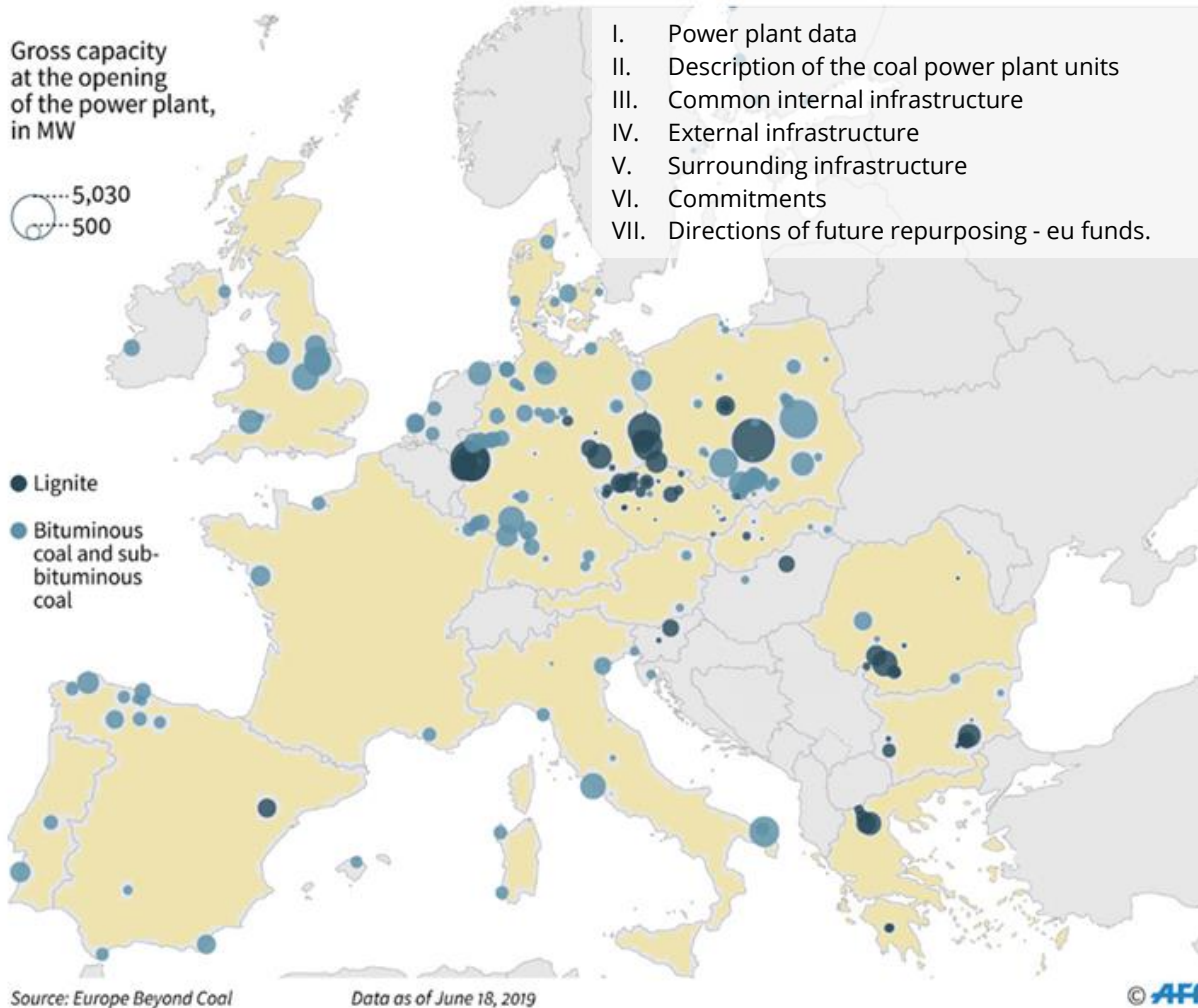 Gross capacity
at the opening
of the power plant,
in MW
5,030
500
I. Power plant data
II. Description of the coal power plant units
III. Common internal infrastructure
IV. External infrastructure
V. Surrounding infrastructure
VI. Commitments
VII. Directions of future repurposing - eu funds.
Lignite
Bituminous
coal and sub-
bituminous
coal
Source: Europe Beyond Coal
Data as of June 18, 2019
©